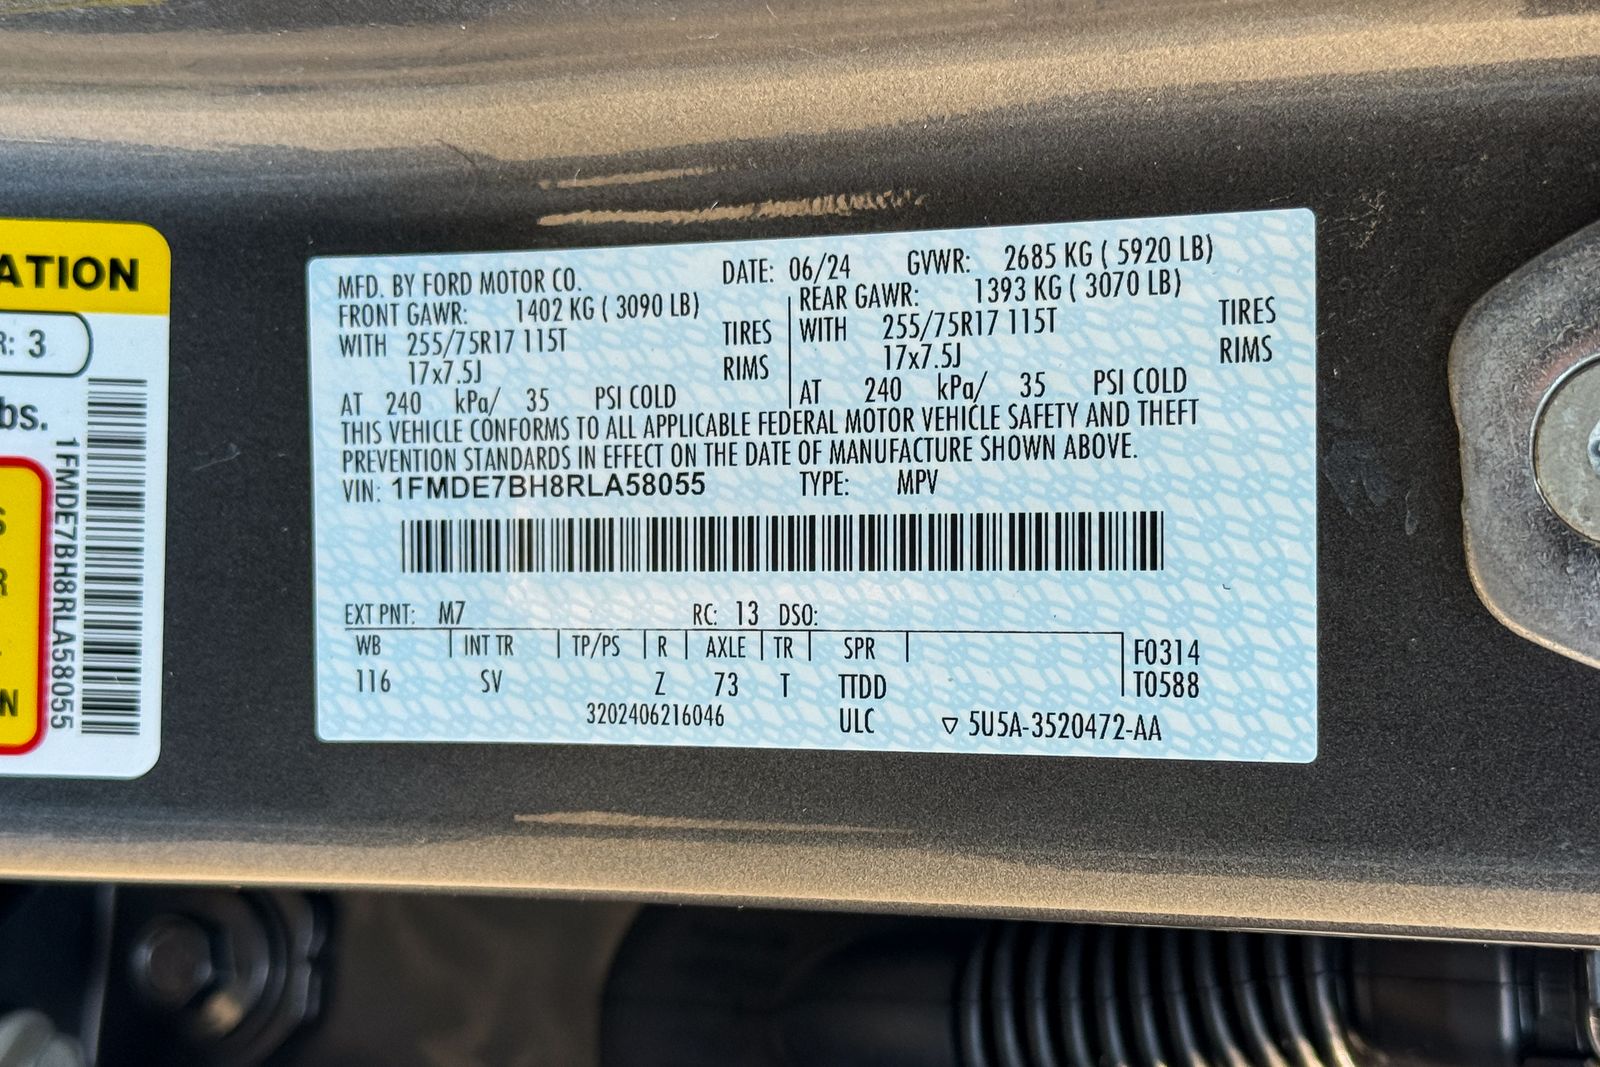 ATION
R: 3
bs.
1FMDE7BH8RLA58055
S
R
N
MFD. BY FORD MOTOR CO. DATE: 06/24 GVWR: 2685 KG ( 5920 LB)
FRONT GAWR: 1402 KG ( 3090 LB) REAR GAWR: 1393 KG ( 3070 LB)
WITH 255/75R17 115T TIRES WITH 255/75R17 115T TIRES
17x7.5J RIMS 17x7.5J RIMS
AT 240 kPa/ 35 PSI COLD AT 240 kPa/ 35 PSI COLD
THIS VEHICLE CONFORMS TO ALL APPLICABLE FEDERAL MOTOR VEHICLE SAFETY AND THEFT
PREVENTION STANDARDS IN EFFECT ON THE DATE OF MANUFACTURE SHOWN ABOVE.
VIN: 1FMDE7BH8RLA58055 TYPE: MPV
EXT PNT: M7 RC: 13 DSO:
WB INT TR TP/PS R AXLE TR SPR F0314
116 SV Z 73 T TTDD T0588
3202406216046 ULC ▽ 5U5A-3520472-AA